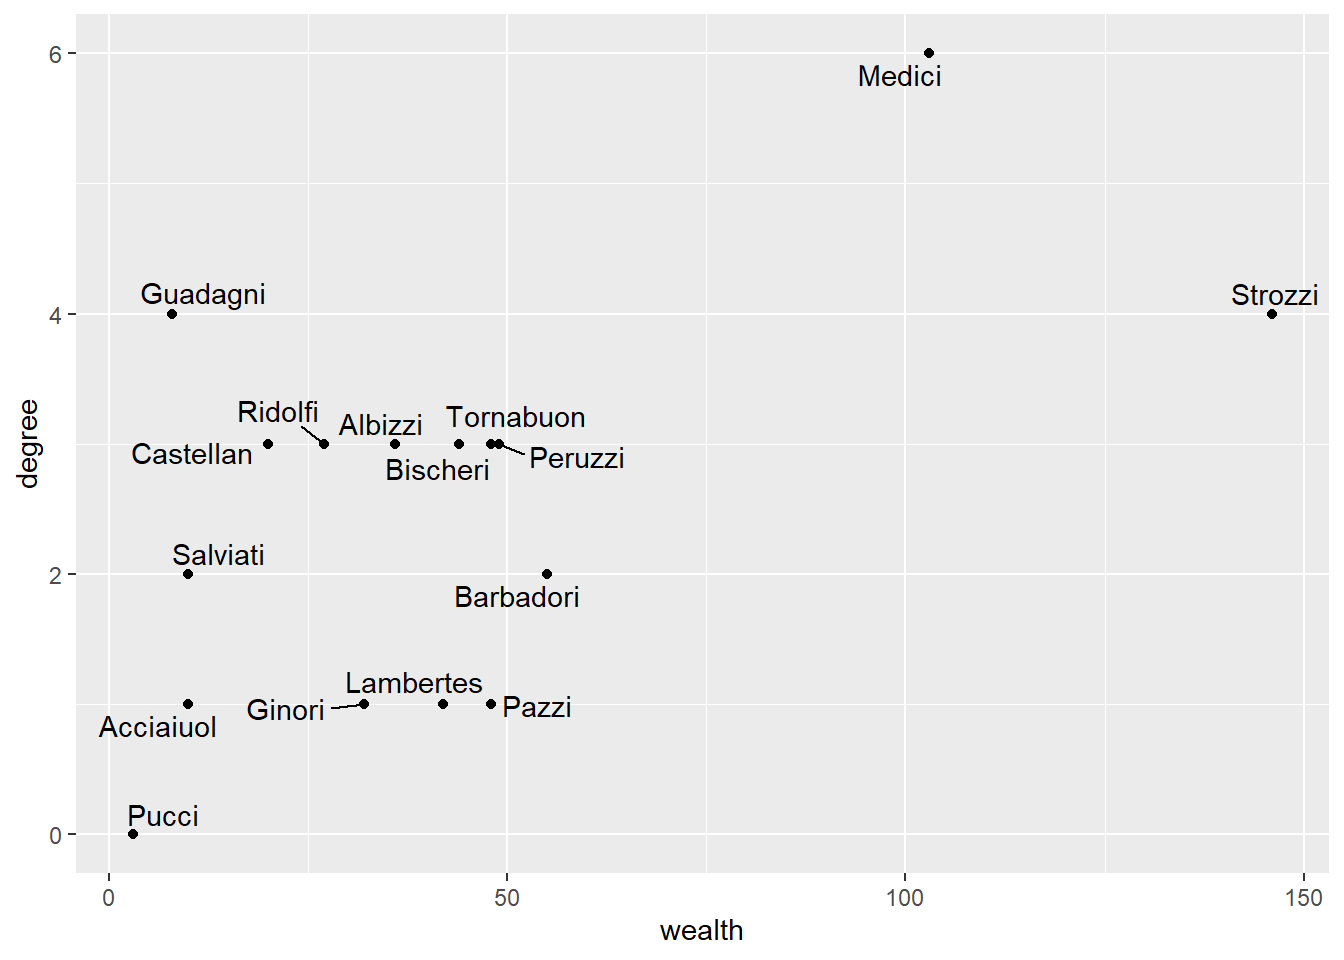 6
Medici
Guadagni
Strozzi
4
Ridolfi
Albizzi
Tornabuon
Castellan
Bischeri
Peruzzi
degree
Salviati
2
Barbadori
Lambertes
Ginori
Pazzi
Acciaiuol
Pucci
0
0 50 100 150
wealth